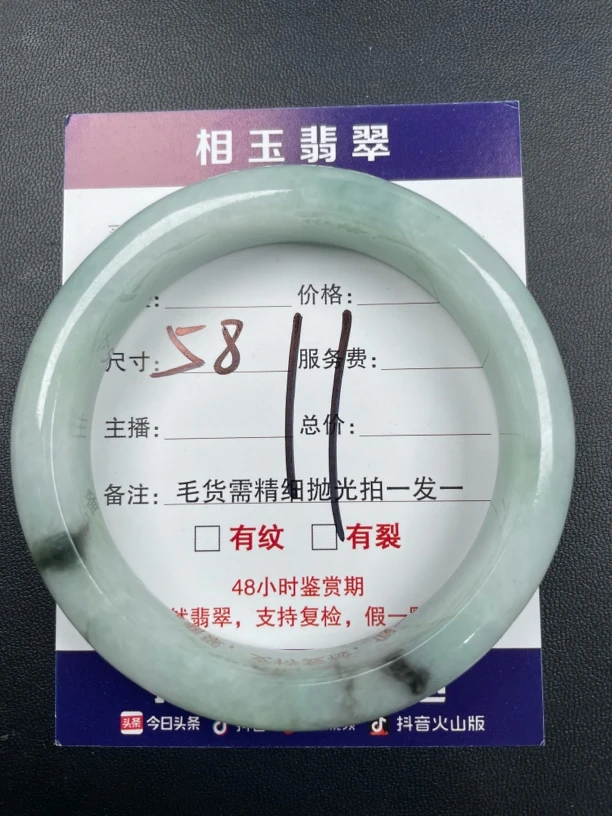 相玉翡翠
价格：
尺寸： 58 服务费：
主播： 总价：
备注： 毛货需精细抛光拍一发一
有纹 有裂
48小时鉴赏期
翡翠，支持复检，假一
头条 今日头条 抖音火山版